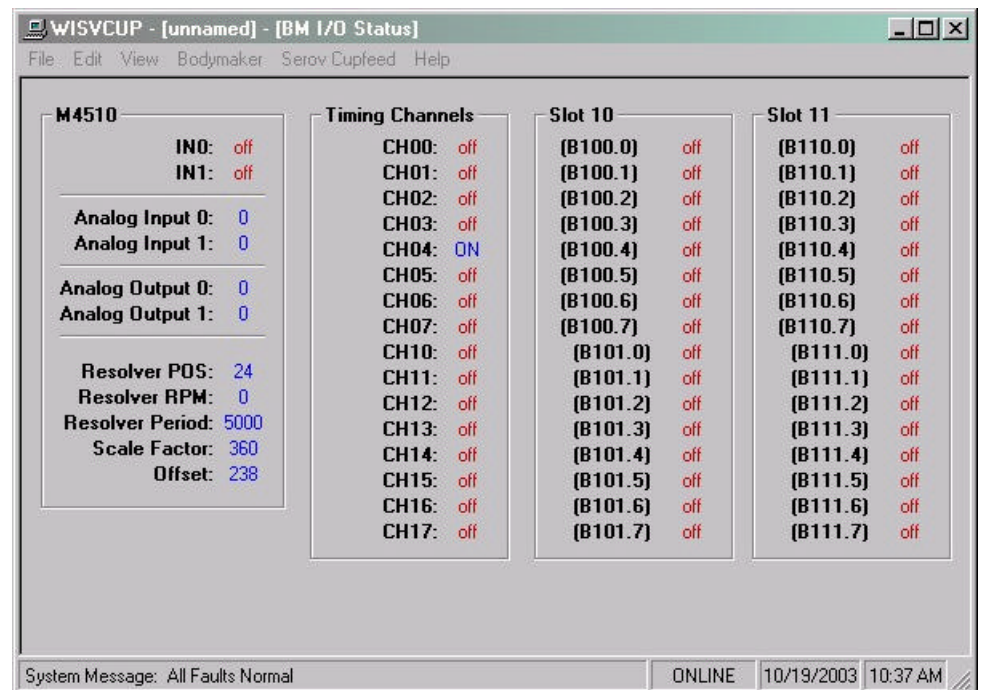 WISVCUP - [unnamed] - [BM I/O Status]
File Edit View Bodymaker Serov Cupfeed Help
M4510
IN0: off
IN1: off
Analog Input 0: 0
Analog Input 1: 0
Analog Output 0: 0
Analog Output 1: 0
Resolver POS: 24
Resolver RPM: 0
Resolver Period: 5000
Scale Factor: 360
Offset: 238
Timing Channels
CH00: off
CH01: off
CH02: off
CH03: off
CH04: ON
CH05: off
CH06: off
CH07: off
CH10: off
CH11: off
CH12: off
CH13: off
CH14: off
CH15: off
CH16: off
CH17: off
Slot 10
(B100.0) off
(B100.1) off
(B100.2) off
(B100.3) off
(B100.4) off
(B100.5) off
(B100.6) off
(B100.7) off
(B101.0) off
(B101.1) off
(B101.2) off
(B101.3) off
(B101.4) off
(B101.5) off
(B101.6) off
(B101.7) off
Slot 11
(B110.0) off
(B110.1) off
(B110.2) off
(B110.3) off
(B110.4) off
(B110.5) off
(B110.6) off
(B110.7) off
(B111.0) off
(B111.1) off
(B111.2) off
(B111.3) off
(B111.4) off
(B111.5) off
(B111.6) off
(B111.7) off
System Message: All Faults Normal
ONLINE
10/19/2003
10:37 AM